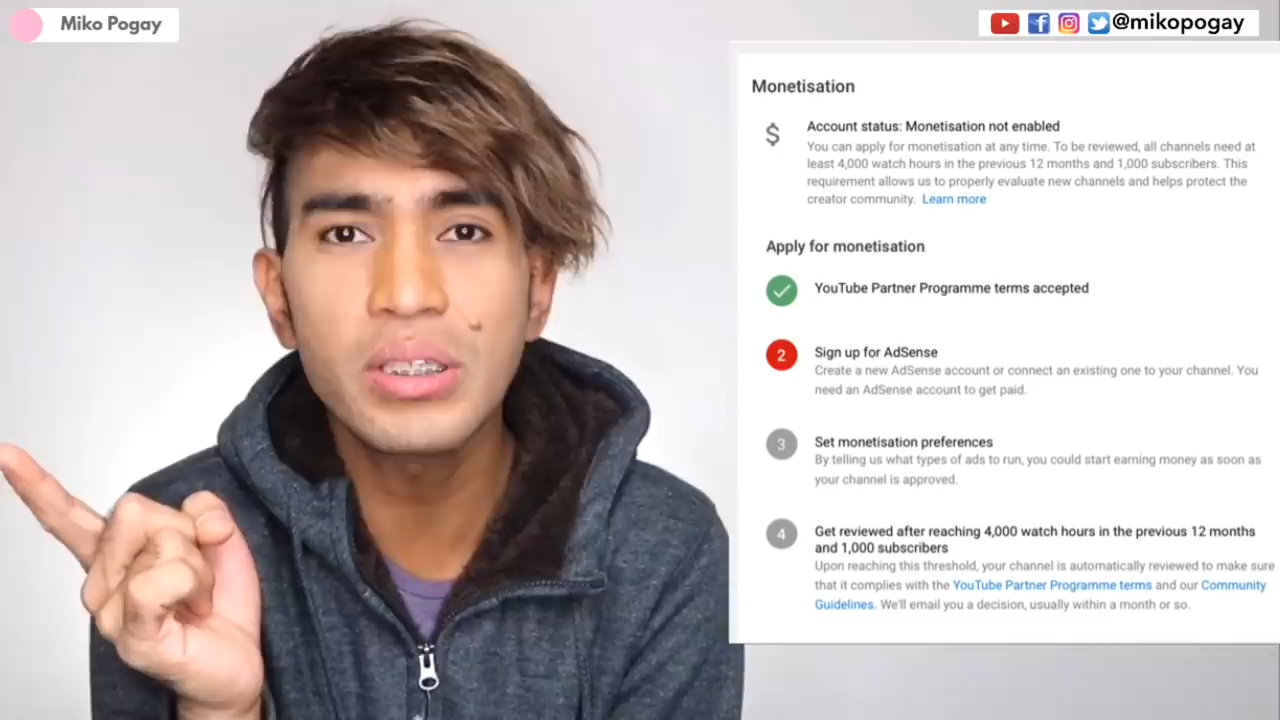 Miko Pogay
@mikopogay
Monetisation
$
Account status: Monetisation not enabled
You can apply for monetisation at any time. To be reviewed, all channels need at
least 4,000 watch hours in the previous 12 months and 1,000 subscribers. This
requirement allows us to properly evaluate new channels and helps protect the
creator community. Learn more
Apply for monetisation
YouTube Partner Programme terms accepted
2
Sign up for AdSense
Create a new AdSense account or connect an existing one to your channel. You
need an AdSense account to get paid.
3
Set monetisation preferences
By telling us what types of ads to run, you could start earning money as soon as
your channel is approved.
4
Get reviewed after reaching 4,000 watch hours in the previous 12 months
and 1,000 subscribers
Upon reaching this threshold, your channel is automatically reviewed to make sure
that it complies with the YouTube Partner Programme terms and our Community
Guidelines. We'll email you a decision, usually within a month or so.